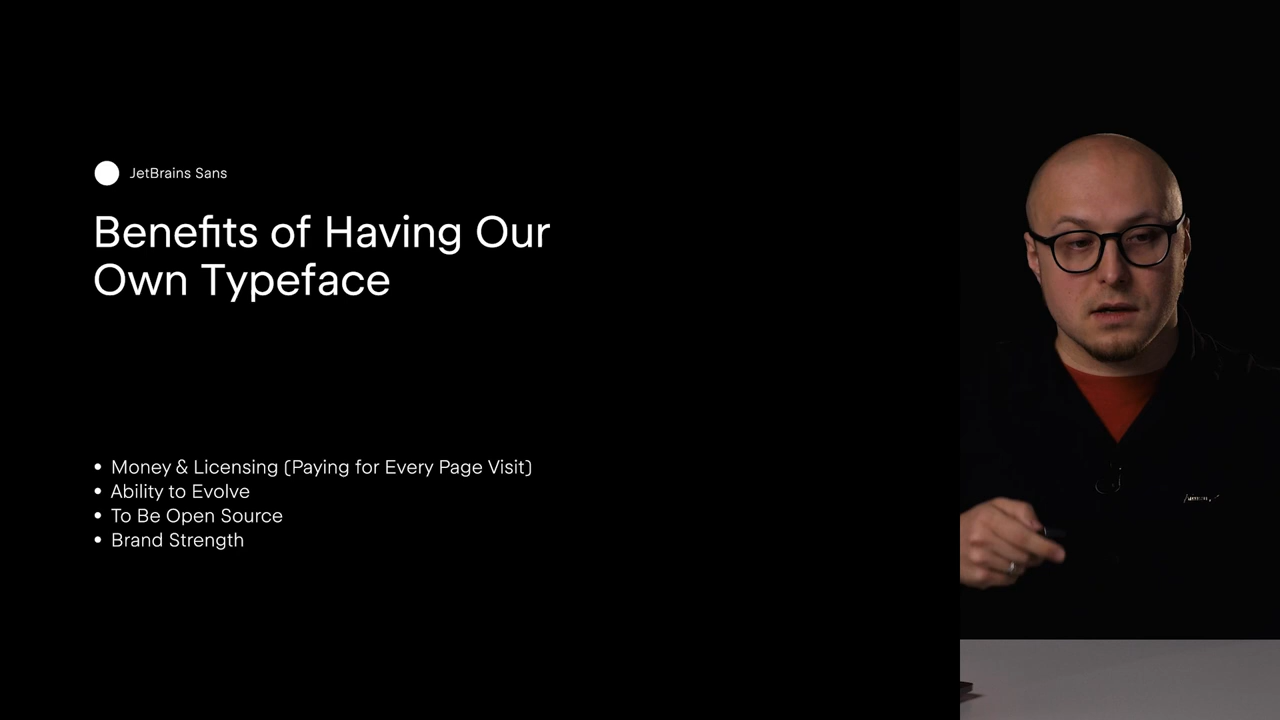 JetBrains Sans
Benefits of Having Our
Own Typeface
• Money & Licensing (Paying for Every Page Visit)
• Ability to Evolve
• To Be Open Source
• Brand Strength